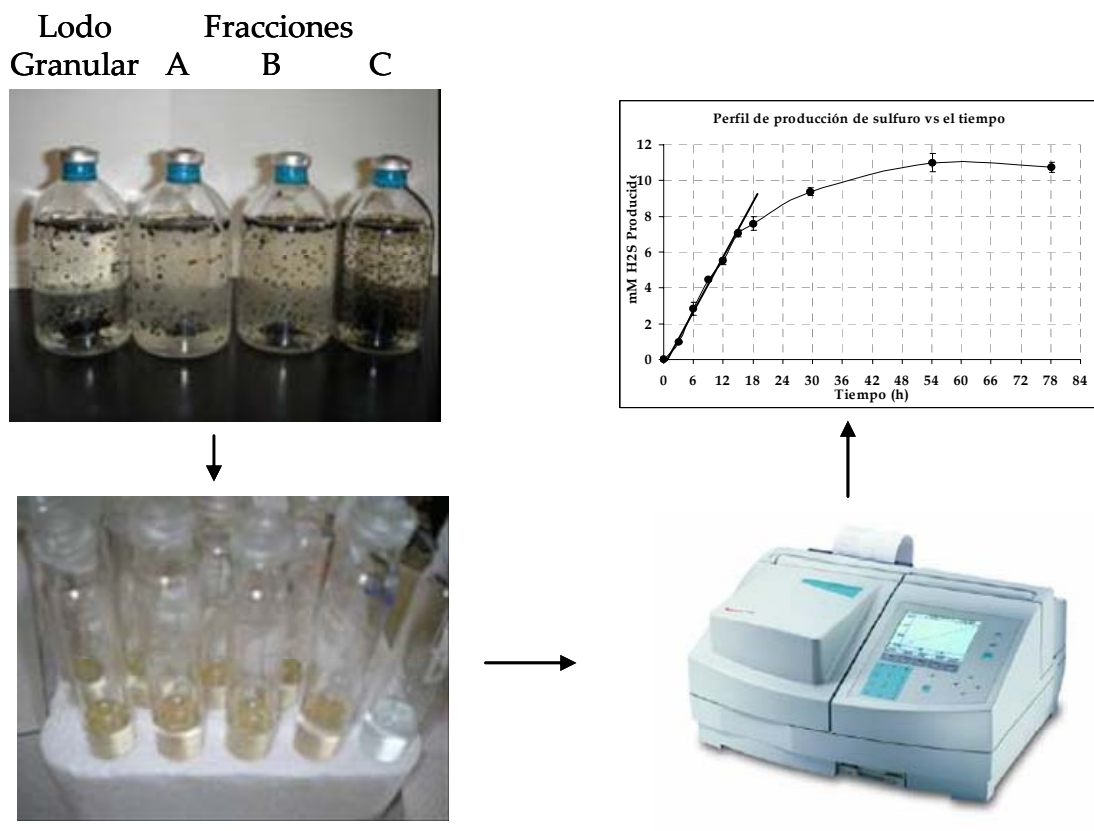 Lodo Fracciones
Granular A B C
Perfil de producción de sulfuro vs el tiempo
mM H2S Producido
12
10
8
6
4
2
0
0 6 12 18 24 30 36 42 48 54 60 66 72 78 84
Tiempo (h)